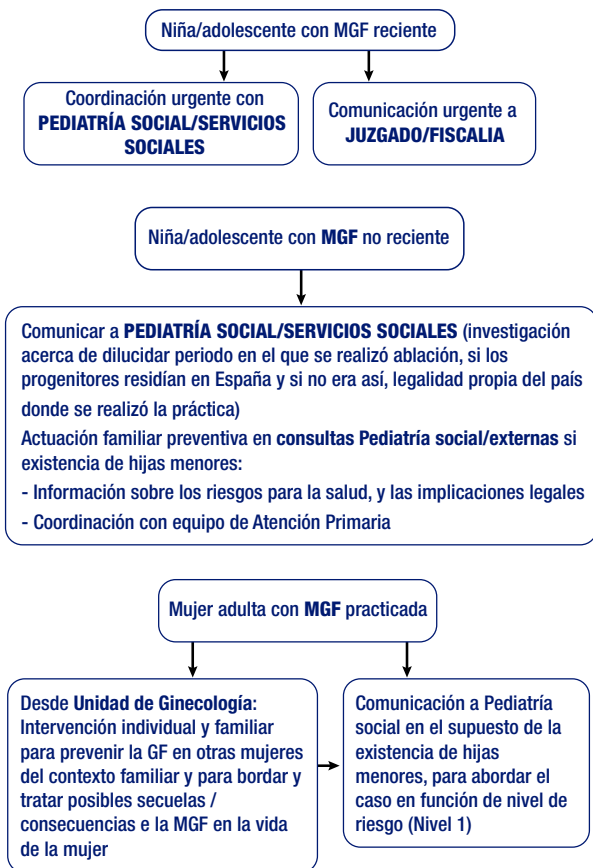 Niña/adolescente con MGF reciente
Coordinación urgente con
PEDIATRÍA SOCIAL/SERVICIOS
SOCIALES
Comunicación urgente a
JUZGADO/FISCALIA
Niña/adolescente con MGF no reciente
Comunicar a PEDIATRÍA SOCIAL/SERVICIOS SOCIALES (investigación
acerca de dilucidar periodo en el que se realizó ablación, si los
progenitores residían en España y si no era así, legalidad propia del país
donde se realizó la práctica)
Actuación familiar preventiva en consultas Pediatría social/externas si
existencia de hijas menores:
- Información sobre los riesgos para la salud, y las implicaciones legales
- Coordinación con equipo de Atención Primaria
Mujer adulta con MGF practicada
Desde Unidad de Ginecología:
Intervención individual y familiar
para prevenir la GF en otras mujeres
del contexto familiar y para bordar y
tratar posibles secuelas /
consecuencias e la MGF en la vida
de la mujer
Comunicación a Pediatría
social en el supuesto de la
existencia de hijas
menores, para abordar el
caso en función de nivel de
riesgo (Nivel 1)